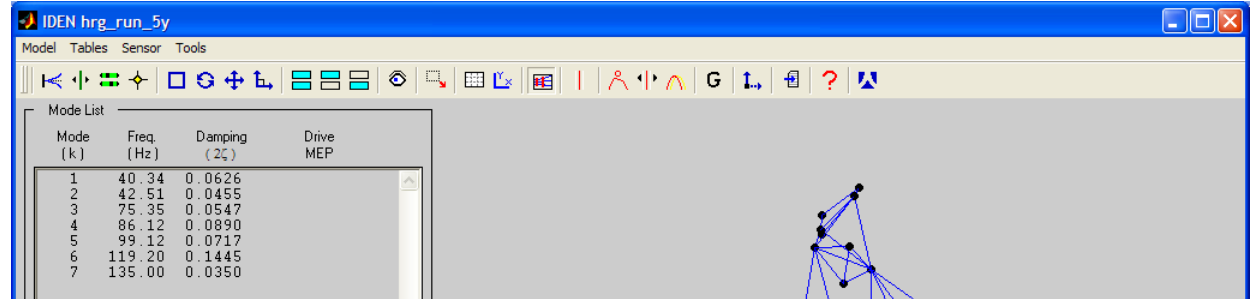 IDEN hrg_run_5y
Model Tables Sensor Tools
G ?
Mode List
Mode Freq. Damping Drive
(k) (Hz) (2ζ) MEP
1 40.34 0.0626
2 42.51 0.0455
3 75.35 0.0547
4 86.12 0.0890
5 99.12 0.0717
6 119.20 0.1445
7 135.00 0.0350